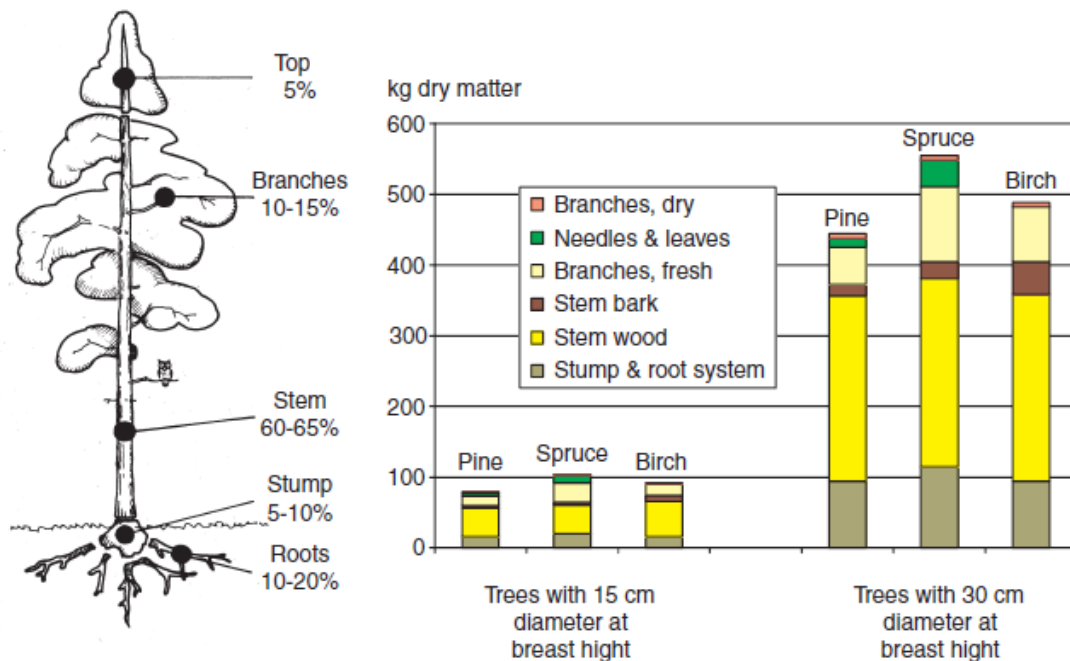 Top
5%
Branches
10-15%
Stem
60-65%
Stump
5-10%
Roots
10-20%
kg dry matter
600
500
400
300
200
100
0
Branches, dry
Needles & leaves
Branches, fresh
Stem bark
Stem wood
Stump & root system
Pine
Spruce
Birch
Pine
Spruce
Birch
Trees with 15 cm
diameter at
breast hight
Trees with 30 cm
diameter at
breast hight